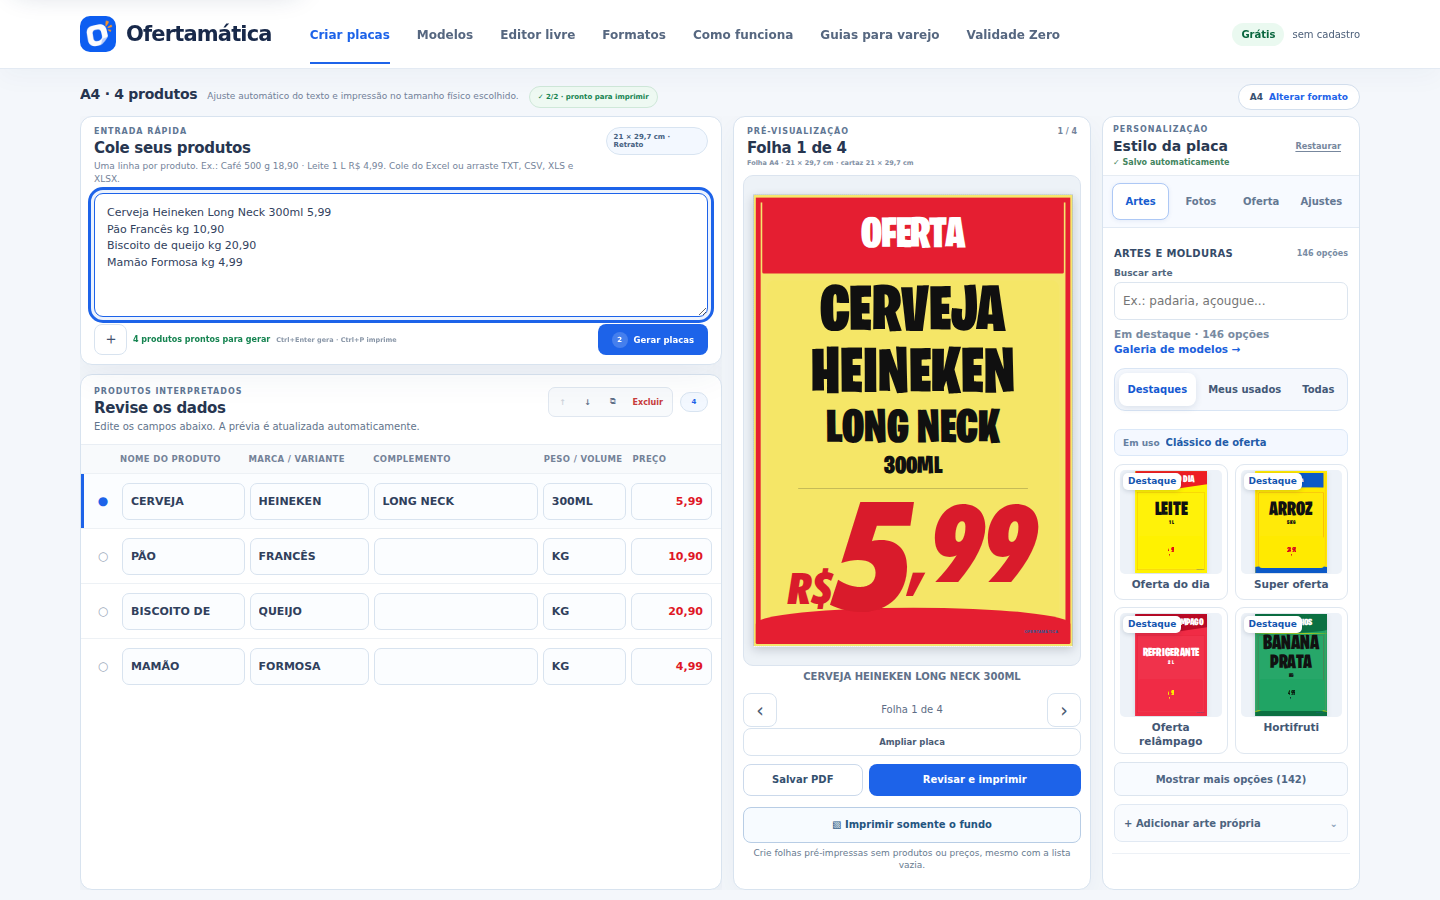 Ofertamática
Criar placas
Modelos
Editor livre
Formatos
Como funciona
Guias para varejo
Validade Zero
Grátis
sem cadastro
A4 · 4 produtos
Ajuste automático do texto e impressão no tamanho físico escolhido.
✓ 2/2 · pronto para imprimir
A4 Alterar formato
ENTRADA RÁPIDA
Cole seus produtos
Uma linha por produto. Ex.: Café 500 g 18,90 · Leite 1 L R$ 4,99. Cole do Excel ou arraste TXT, CSV, XLS e
XLSX.
21 × 29,7 cm ·
Retrato
Cerveja Heineken Long Neck 300ml 5,99
Pão Francês kg 10,90
Biscoito de queijo kg 20,90
Mamão Formosa kg 4,99
+
4 produtos prontos para gerar
Ctrl+Enter gera · Ctrl+P imprime
2 Gerar placas
PRODUTOS INTERPRETADOS
Revise os dados
Edite os campos abaixo. A prévia é atualizada automaticamente.
↑ ↓ ⧉ Excluir
4
NOME DO PRODUTO MARCA / VARIANTE COMPLEMENTO PESO / VOLUME PREÇO
CERVEJA HEINEKEN LONG NECK 300ML 5,99
PÃO FRANCÊS KG 10,90
BISCOITO DE QUEIJO KG 20,90
MAMÃO FORMOSA KG 4,99
PRÉ-VISUALIZAÇÃO
1 / 4
Folha 1 de 4
Folha A4 · 21 × 29,7 cm · cartaz 21 × 29,7 cm
OFERTA
CERVEJA
HEINEKEN
LONG NECK
300ML
R$ 5,99
CERVEJA HEINEKEN LONG NECK 300ML
‹ Folha 1 de 4 ›
Ampliar placa
Salvar PDF
Revisar e imprimir
▧ Imprimir somente o fundo
Crie folhas pré-impressas sem produtos ou preços, mesmo com a lista
vazia.
PERSONALIZAÇÃO
Estilo da placa
✓ Salvo automaticamente
Restaurar
Artes
Fotos
Oferta
Ajustes
ARTES E MOLDURAS
146 opções
Buscar arte
Ex.: padaria, açougue...
Em destaque · 146 opções
Galeria de modelos →
Destaques
Meus usados
Todas
Em uso Clássico de oferta
Destaque
DIA
LEITE
1 L
Oferta do dia
Destaque
ARROZ
5KG
Super oferta
Destaque
REFRIGERANTE
2 L
Oferta
relâmpago
Destaque
BANANA
PRATA
Hortifruti
Mostrar mais opções (142)
+ Adicionar arte própria